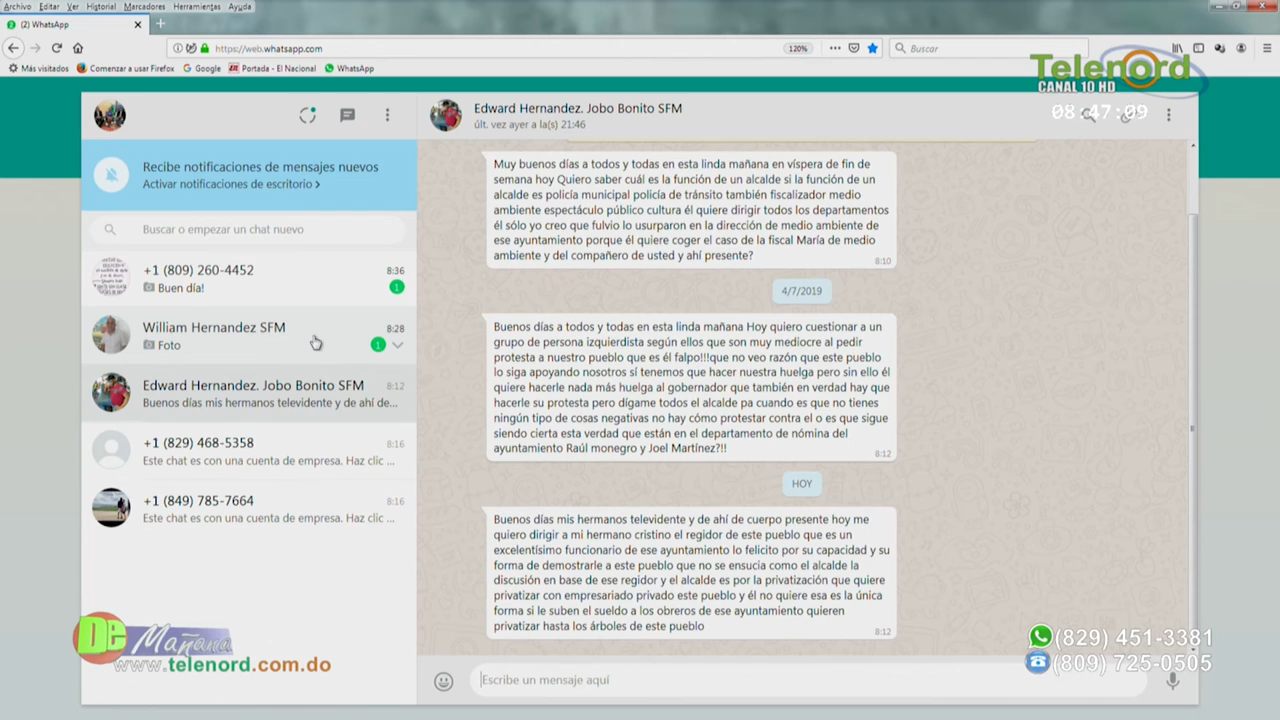 Archivo Editar Ver Historial Marcadores Herramientas Ayuda
(2) WhatsApp
https://web.whatsapp.com
120%
Buscar
Más visitados Comenzar a usar Firefox Google Portada - El Nacional WhatsApp
Telenord
CANAL 10 HD
08:47:09
Edward Hernandez. Jobo Bonito SFM
últ. vez ayer a la(s) 21:46
Recibe notificaciones de mensajes nuevos
Activar notificaciones de escritorio >
Buscar o empezar un chat nuevo
+1 (809) 260-4452 8:36
Buen día! 1
William Hernandez SFM 8:28
Foto 1
Edward Hernandez. Jobo Bonito SFM 8:12
Buenos días mis hermanos televidente y de ahí de...
+1 (829) 468-5358 8:16
Este chat es con una cuenta de empresa. Haz clic ...
+1 (849) 785-7664 8:16
Este chat es con una cuenta de empresa. Haz clic ...
Muy buenos días a todos y todas en esta linda mañana en víspera de fin de
semana hoy Quiero saber cuál es la función de un alcalde si la función de un
alcalde es policía municipal policía de tránsito también fiscalizador medio
ambiente espectáculo público cultura él quiere dirigir todos los departamentos
él sólo yo creo que fulvio lo usurparon en la dirección de medio ambiente de
ese ayuntamiento porque él quiere coger el caso de la fiscal María de medio
ambiente y del compañero de usted y ahí presente?
8:10
4/7/2019
Buenos días a todos y todas en esta linda mañana Hoy quiero cuestionar a un
grupo de persona izquierdista según ellos que son muy mediocre al pedir
protesta a nuestro pueblo que es él falpo!!!que no veo razón que este pueblo
lo siga apoyando nosotros sí tenemos que hacer nuestra huelga pero sin ello él
quiere hacerle nada más huelga al gobernador que también en verdad hay que
hacerle su protesta pero dígame todos el alcalde pa cuando es que no tienes
ningún tipo de cosas negativas no hay cómo protestar contra el o es que sigue
siendo cierta esta verdad que están en el departamento de nómina del
ayuntamiento Raúl monegro y Joel Martínez?!!
8:12
HOY
Buenos días mis hermanos televidente y de ahí de cuerpo presente hoy me
quiero dirigir a mi hermano cristino el regidor de este pueblo que es un
excelentísimo funcionario de ese ayuntamiento lo felicito por su capacidad y su
forma de demostrarle a este pueblo que no se ensucia como el alcalde la
discusión en base de ese regidor y el alcalde es por la privatización que quiere
privatizar con empresariado privado este pueblo y él no quiere esa es la única
forma si le suben el sueldo a los obreros de ese ayuntamiento quieren
privatizar hasta los árboles de este pueblo
8:12
Escribe un mensaje aquí
De Mañana
www.telenord.com.do
(829) 451-3381
(809) 725-0505